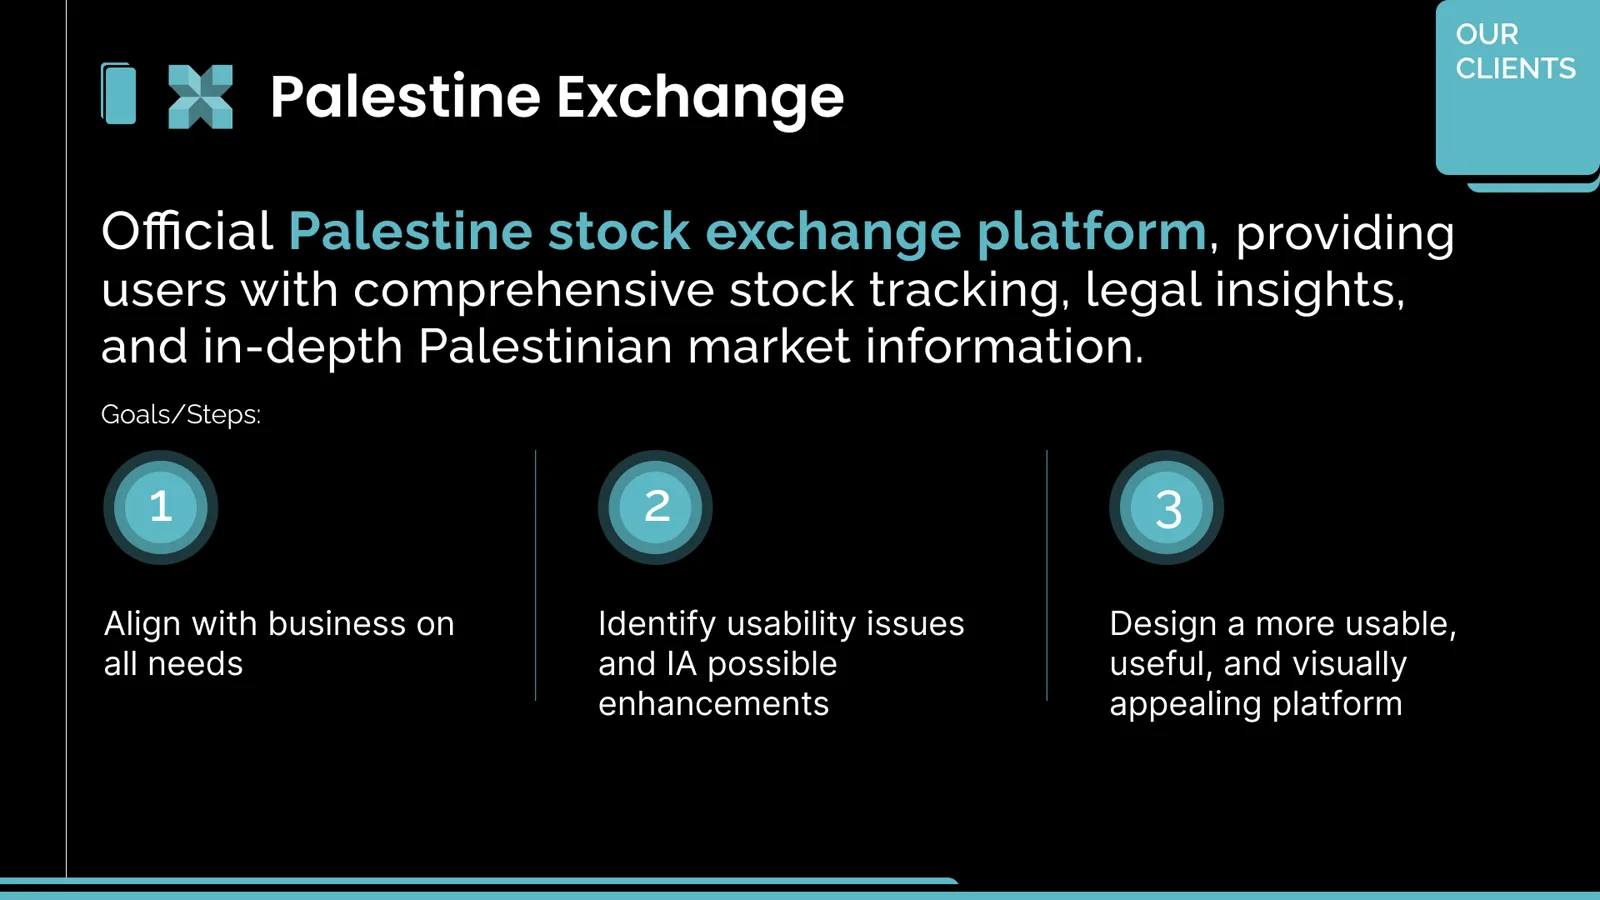 OUR
CLIENTS
Palestine Exchange
Official Palestine stock exchange platform, providing
users with comprehensive stock tracking, legal insights,
and in-depth Palestinian market information.
Goals/Steps:
1
Align with business on
all needs
2
Identify usability issues
and IA possible
enhancements
3
Design a more usable,
useful, and visually
appealing platform